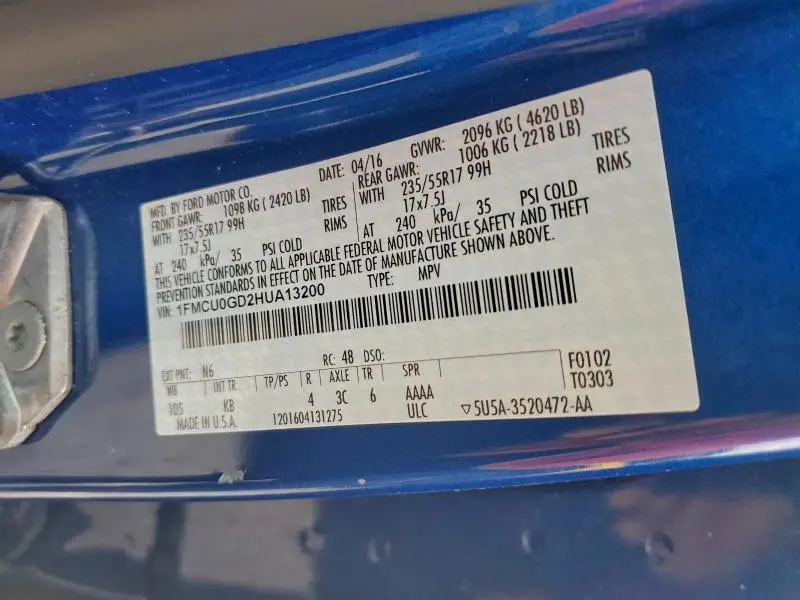 MFD. BY FORD MOTOR CO.
DATE: 04/16 GVWR: 2096 KG ( 4620 LB)
FRONT GAWR: 1098 KG ( 2420 LB) REAR GAWR: 1006 KG ( 2218 LB)
WITH 235/55R17 99H TIRES WITH 235/55R17 99H TIRES
17x7.5J RIMS 17x7.5J RIMS
AT 240 kPa/ 35 PSI COLD AT 240 kPa/ 35 PSI COLD
THIS VEHICLE CONFORMS TO ALL APPLICABLE FEDERAL MOTOR VEHICLE SAFETY AND THEFT
PREVENTION STANDARDS IN EFFECT ON THE DATE OF MANUFACTURE SHOWN ABOVE.
VIN: 1FMCU0GD2HUA13200 TYPE: MPV
EXT PNT: N6 RC: 48 DSO:
WB INT TR TP/PS R AXLE TR SPR F0102
105 KB 4 3C 6 AAAA T0303
MADE IN U.S.A. 1201604131275 ULC ▽5U5A-3520472-AA